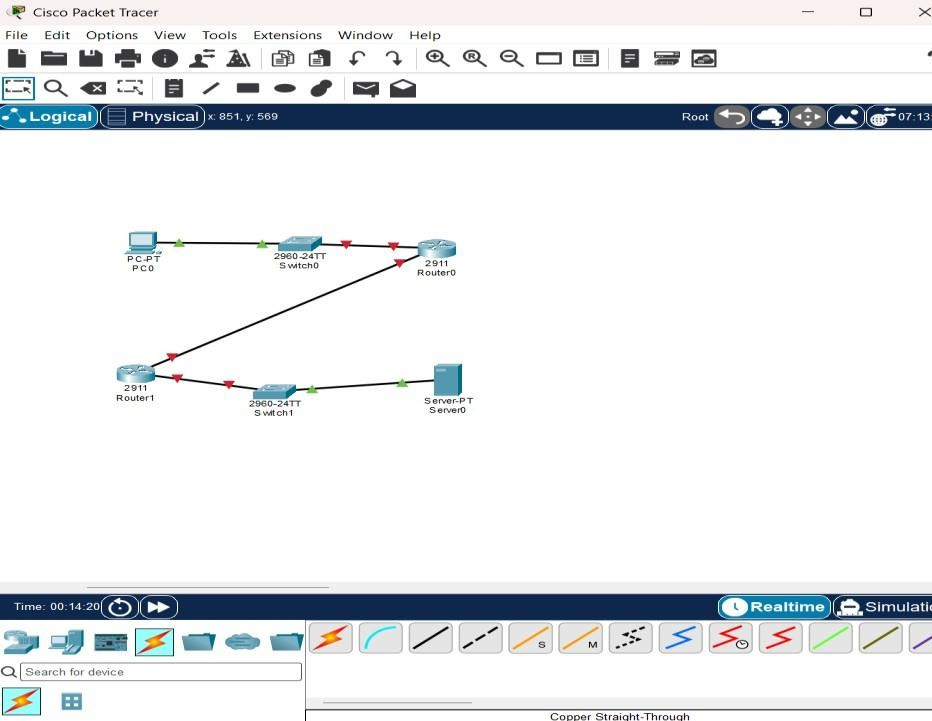 Cisco Packet Tracer
File Edit Options View Tools Extensions Window Help
Logical Physical x: 851, y: 569 Root 07:13:
PC-PT
PC0
2960-24TT
Switch0
2911
Router0
2911
Router1
2960-24TT
Switch1
Server-PT
Server0
Time: 00:14:20 Realtime Simulatio
S M
Search for device
Copper Straight-Through